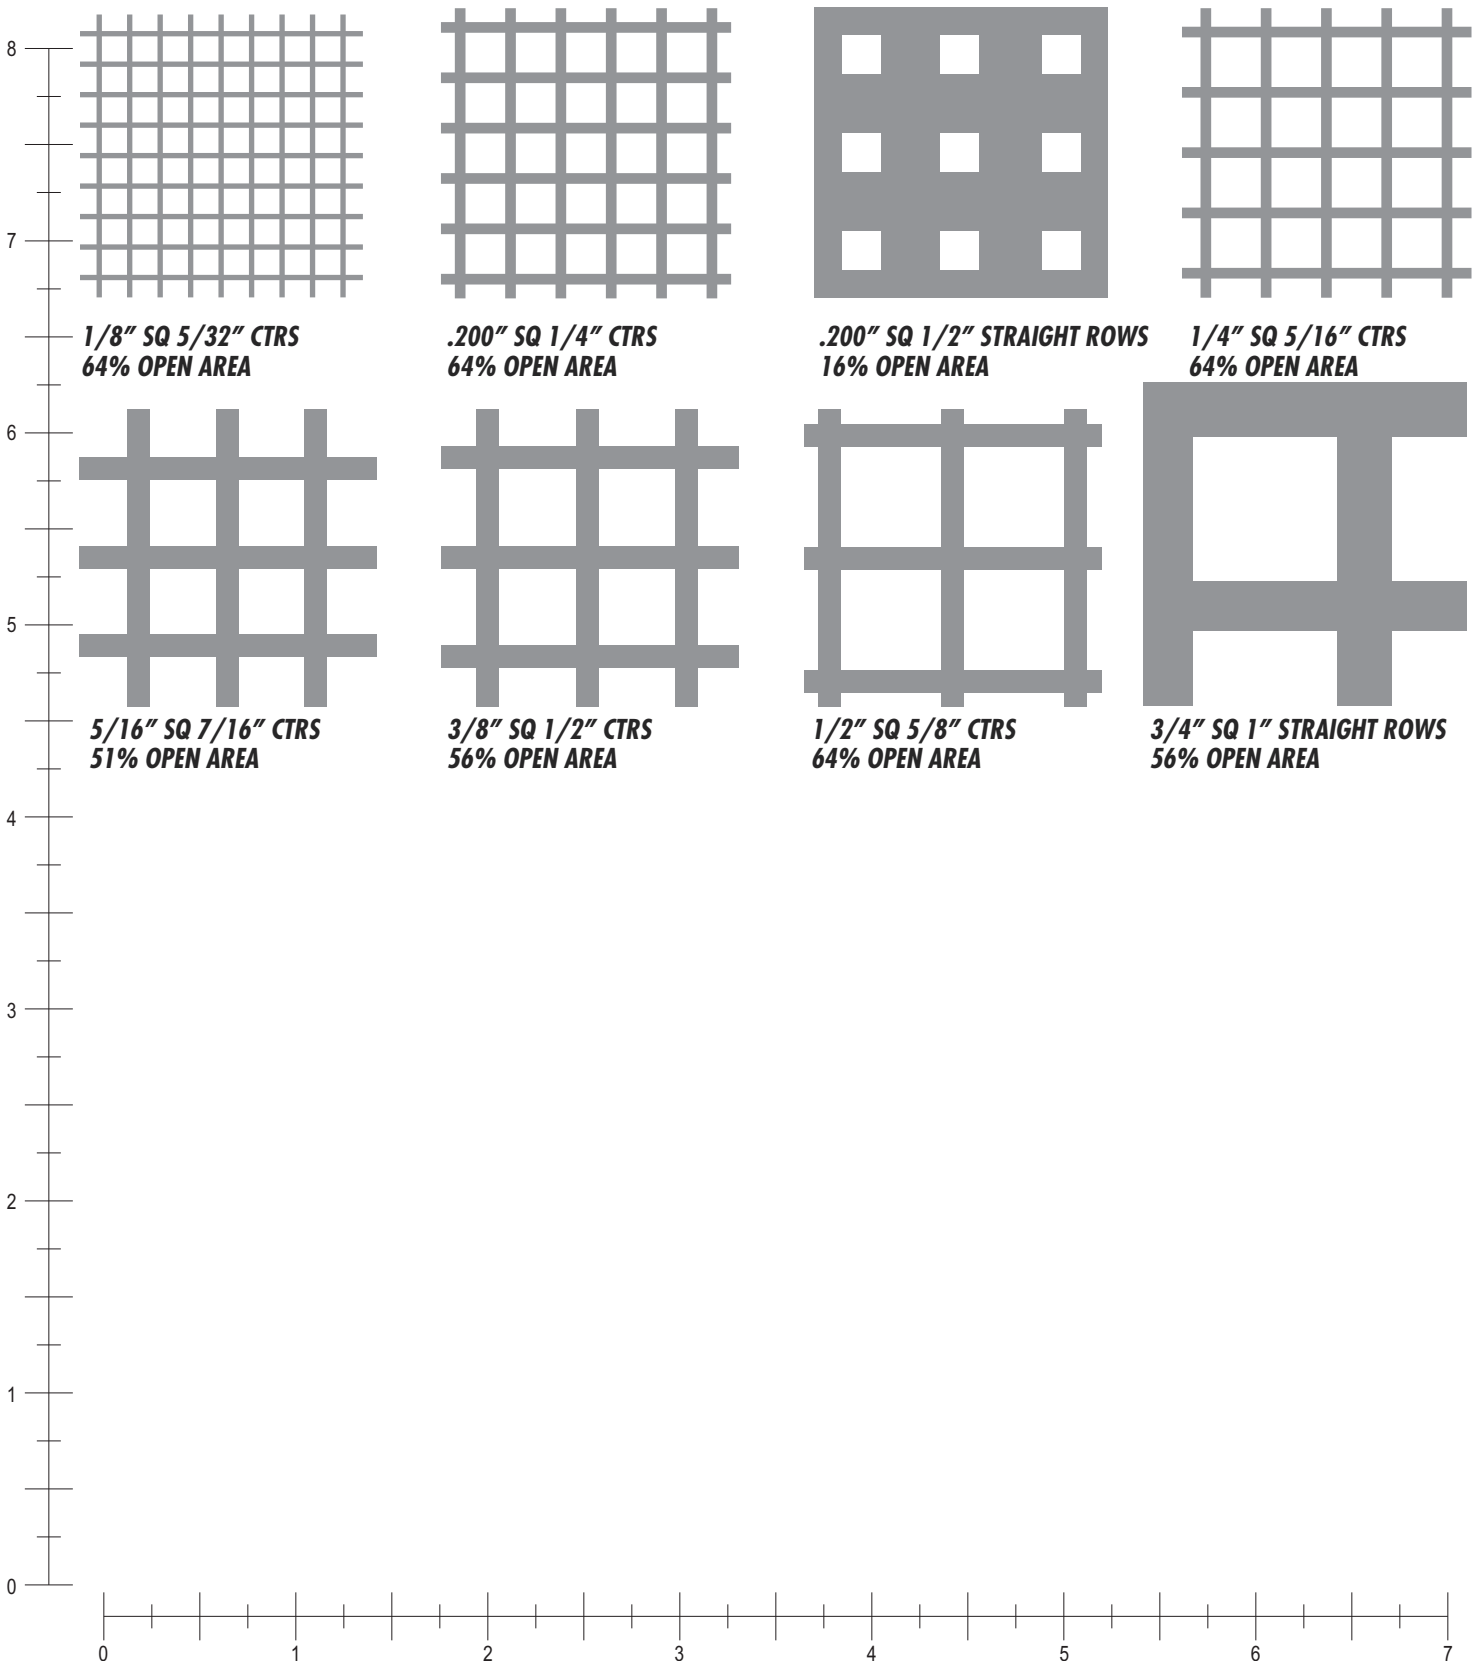 8
7
6
5
4
3
2
1
0
1/8″ SQ 5/32″ CTRS
64% OPEN AREA
.200″ SQ 1/4″ CTRS
64% OPEN AREA
.200″ SQ 1/2″ STRAIGHT ROWS
16% OPEN AREA
1/4″ SQ 5/16″ CTRS
64% OPEN AREA
5/16″ SQ 7/16″ CTRS
51% OPEN AREA
3/8″ SQ 1/2″ CTRS
56% OPEN AREA
1/2″ SQ 5/8″ CTRS
64% OPEN AREA
3/4″ SQ 1″ STRAIGHT ROWS
56% OPEN AREA
0 1 2 3 4 5 6 7